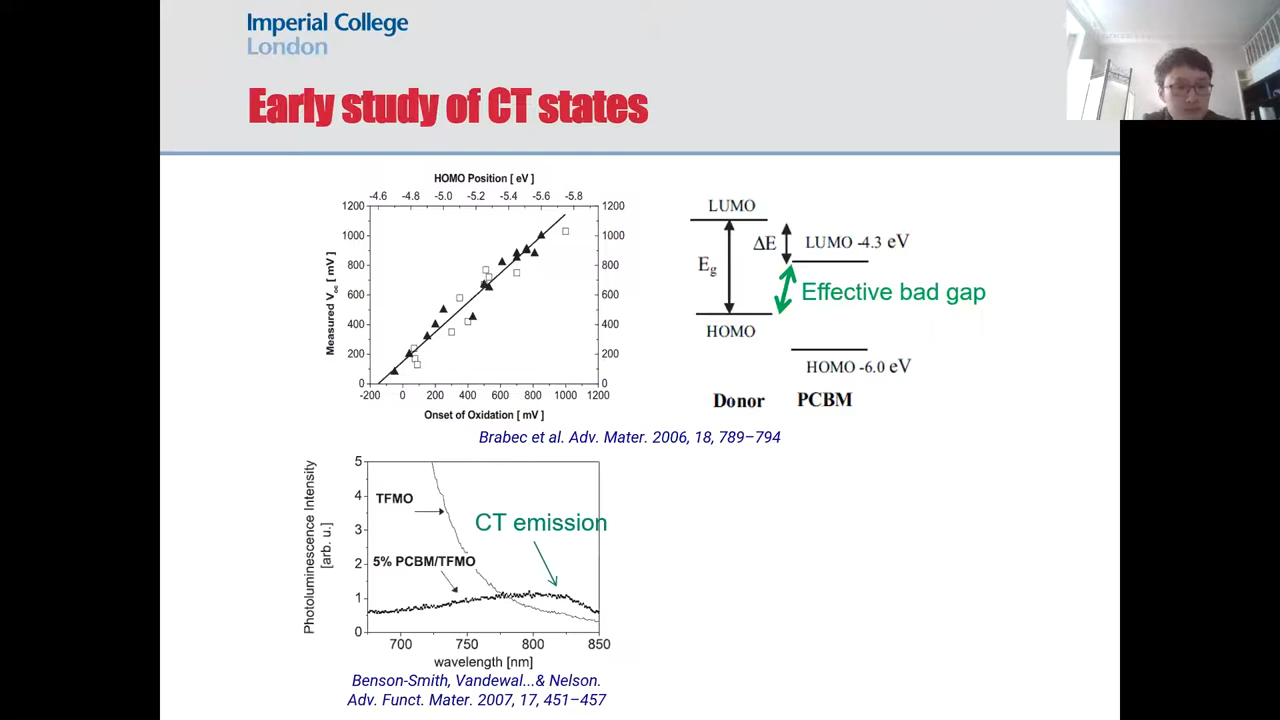 Imperial College
London
Early study of CT states
HOMO Position [ eV ]
-4.6 -4.8 -5.0 -5.2 -5.4 -5.6 -5.8
1200 1200
1000 1000
800 800
600 600
400 400
200 200
0 0
-200 0 200 400 600 800 1000 1200
Measured Voc [ mV ]
Onset of Oxidation [ mV ]
LUMO
ΔE
LUMO -4.3 eV
Eg
Effective bad gap
HOMO
HOMO -6.0 eV
Donor PCBM
Brabec et al. Adv. Mater. 2006, 18, 789–794
5
4
3
2
1
0
Photoluminescence Intensity
[arb. u.]
TFMO
CT emission
5% PCBM/TFMO
700 750 800 850
wavelength [nm]
Benson-Smith, Vandewal...& Nelson.
Adv. Funct. Mater. 2007, 17, 451–457